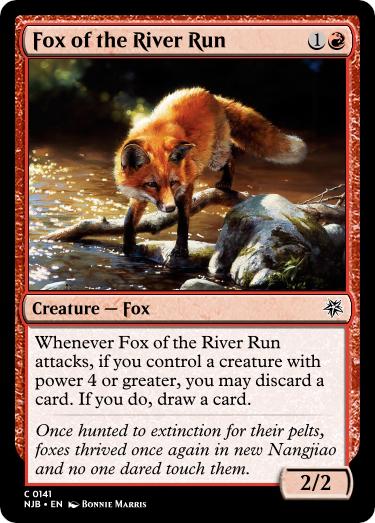 Fox of the River Run 1
Creature — Fox
Whenever Fox of the River Run
attacks, if you control a creature with
power 4 or greater, you may discard a
card. If you do, draw a card.
Once hunted to extinction for their pelts,
foxes thrived once again in new Nangjiao
and no one dared touch them.
2/2
C 0141
NJB • EN Bonnie Marris